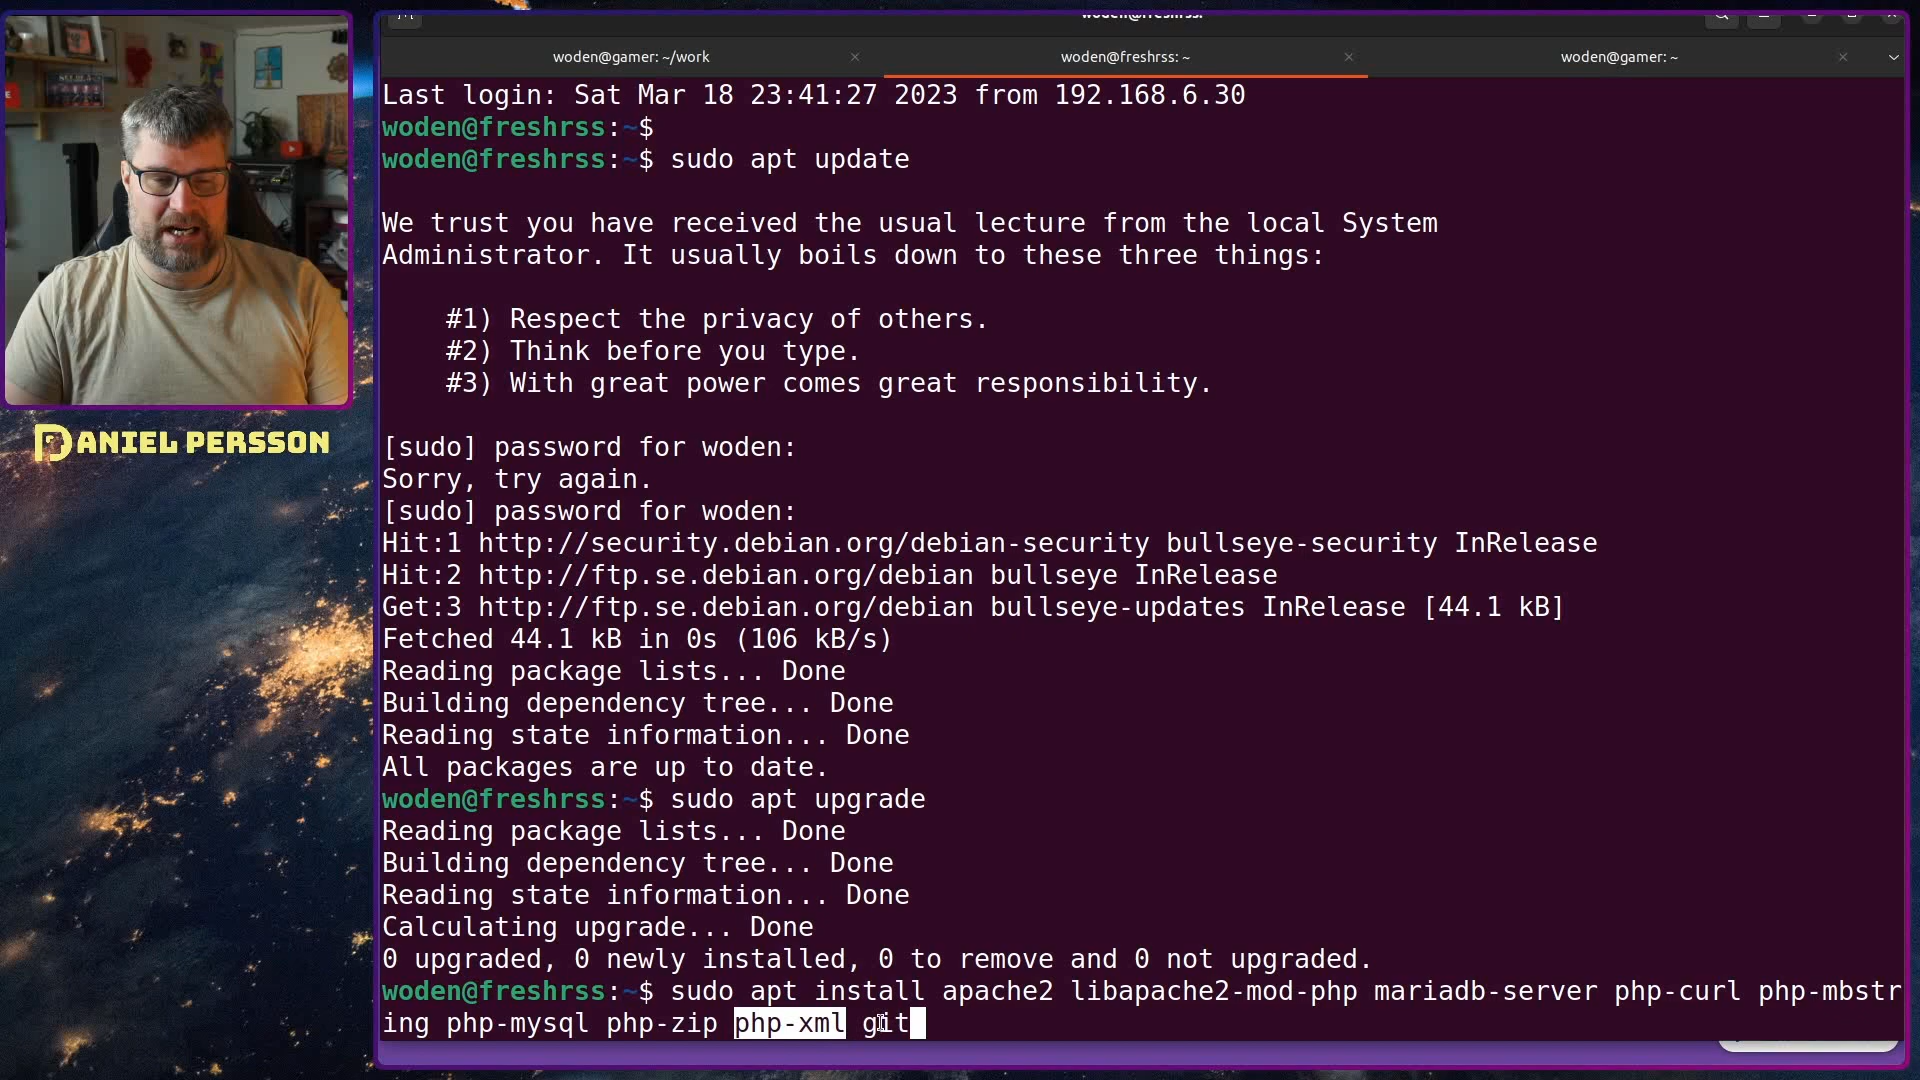 woden@freshrss:
woden@gamer: ~/work
woden@freshrss: ~
woden@gamer: ~
Last login: Sat Mar 18 23:41:27 2023 from 192.168.6.30
woden@freshrss:~$
woden@freshrss:~$ sudo apt update
We trust you have received the usual lecture from the local System
Administrator. It usually boils down to these three things:
#1) Respect the privacy of others.
#2) Think before you type.
#3) With great power comes great responsibility.
[sudo] password for woden:
Sorry, try again.
[sudo] password for woden:
Hit:1 http://security.debian.org/debian-security bullseye-security InRelease
Hit:2 http://ftp.se.debian.org/debian bullseye InRelease
Get:3 http://ftp.se.debian.org/debian bullseye-updates InRelease [44.1 kB]
Fetched 44.1 kB in 0s (106 kB/s)
Reading package lists... Done
Building dependency tree... Done
Reading state information... Done
All packages are up to date.
woden@freshrss:~$ sudo apt upgrade
Reading package lists... Done
Building dependency tree... Done
Reading state information... Done
Calculating upgrade... Done
0 upgraded, 0 newly installed, 0 to remove and 0 not upgraded.
woden@freshrss:~$ sudo apt install apache2 libapache2-mod-php mariadb-server php-curl php-mbstr
ing php-mysql php-zip php-xml git
DANIEL PERSSON